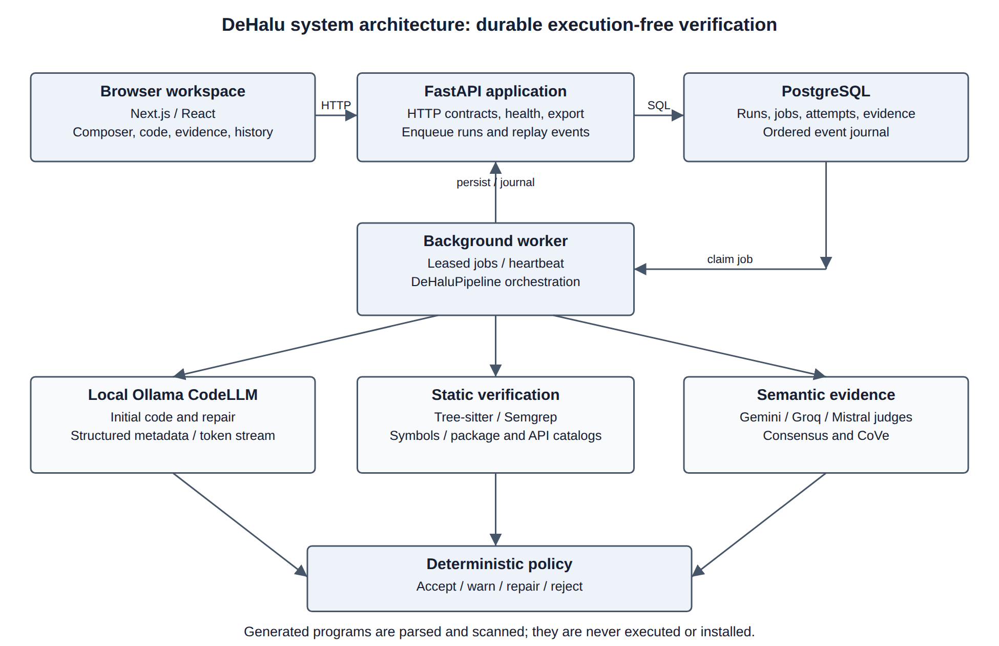 DeHalu system architecture: durable execution-free verification
Browser workspace
Next.js / React
Composer, code, evidence, history
HTTP
FastAPI application
HTTP contracts, health, export
Enqueue runs and replay events
SQL
PostgreSQL
Runs, jobs, attempts, evidence
Ordered event journal
persist / journal
Background worker
Leased jobs / heartbeat
DeHaluPipeline orchestration
claim job
Local Ollama CodeLLM
Initial code and repair
Structured metadata / token stream
Static verification
Tree-sitter / Semgrep
Symbols / package and API catalogs
Semantic evidence
Gemini / Groq / Mistral judges
Consensus and CoVe
Deterministic policy
Accept / warn / repair / reject
Generated programs are parsed and scanned; they are never executed or installed.